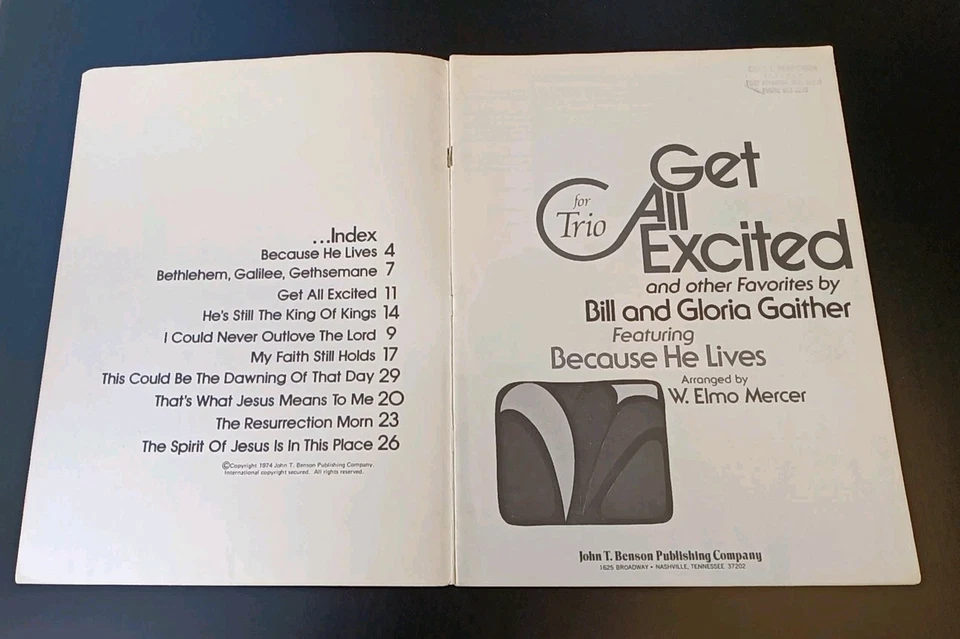 ...Index
Because He Lives 4
Bethlehem, Galilee, Gethsemane 7
Get All Excited 11
He's Still The King Of Kings 14
I Could Never Outlove The Lord 9
My Faith Still Holds 17
This Could Be The Dawning Of That Day 29
That's What Jesus Means To Me 20
The Resurrection Morn 23
The Spirit Of Jesus Is In This Place 26
©Copyright 1974 John T. Benson Publishing Company.
International copyright secured. All rights reserved.
for
Trio
Get
All
Excited
and other Favorites by
Bill and Gloria Gaither
Featuring
Because He Lives
Arranged by
W. Elmo Mercer
John T. Benson Publishing Company
1625 BROADWAY • NASHVILLE, TENNESSEE 37202